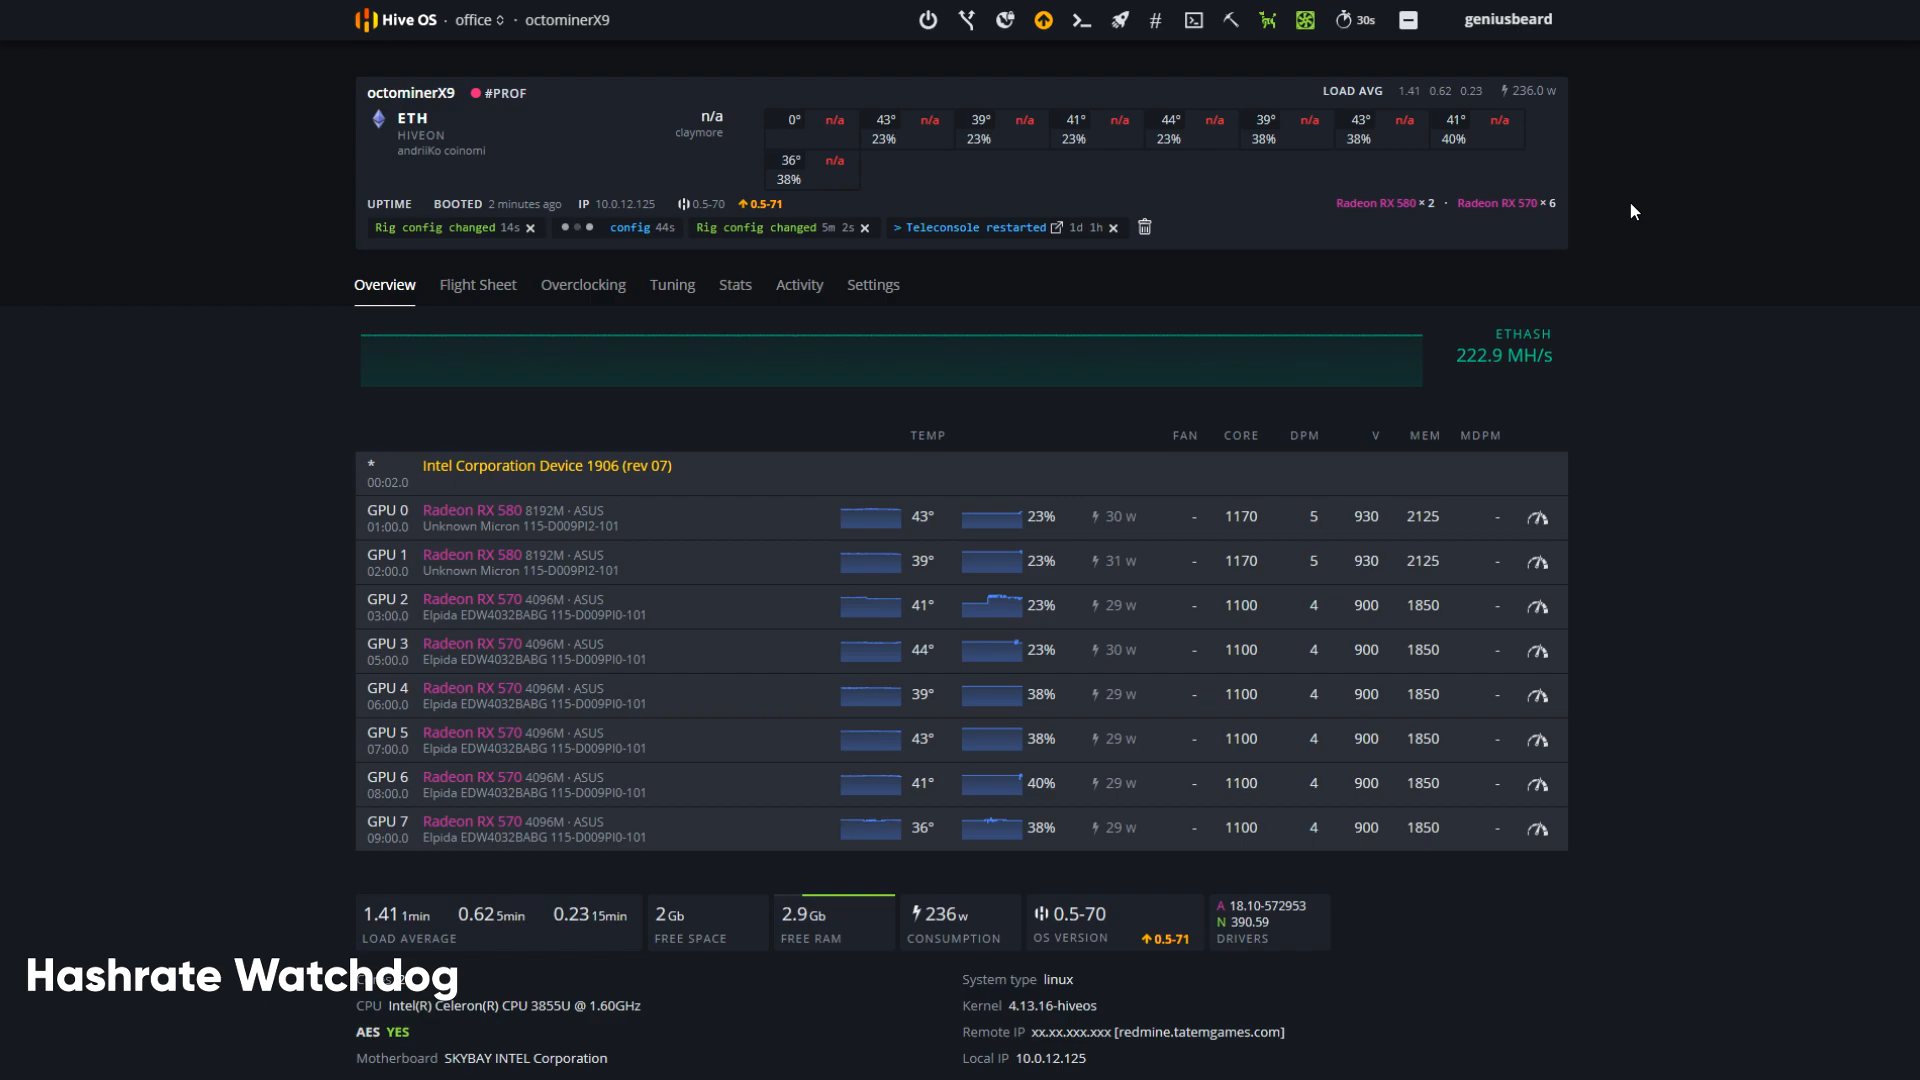 Hive OS · office · octominerX9
30s
geniusbeard
octominerX9 #PROF
LOAD AVG 1.41 0.62 0.23 236.0 w
ETH
HIVEON
andriiKo coinomi
n/a
claymore
0° n/a 43° n/a 39° n/a 41° n/a 44° n/a 39° n/a 43° n/a 41° n/a
23% 23% 23% 23% 38% 38% 40%
36° n/a
38%
UPTIME BOOTED 2 minutes ago IP 10.0.12.125 0.5-70 0.5-71
Radeon RX 580 × 2 · Radeon RX 570 × 6
Rig config changed 14s config 44s Rig config changed 5m 2s > Teleconsole restarted 1d 1h
Overview Flight Sheet Overclocking Tuning Stats Activity Settings
ETHASH
222.9 MH/s
TEMP FAN CORE DPM V MEM MDPM
* Intel Corporation Device 1906 (rev 07)
00:02.0
GPU 0 Radeon RX 580 8192M · ASUS 43° 23% 30 w - 1170 5 930 2125 -
01:00.0 Unknown Micron 115-D009PI2-101
GPU 1 Radeon RX 580 8192M · ASUS 39° 23% 31 w - 1170 5 930 2125 -
02:00.0 Unknown Micron 115-D009PI2-101
GPU 2 Radeon RX 570 4096M · ASUS 41° 23% 29 w - 1100 4 900 1850 -
03:00.0 Elpida EDW4032BABG 115-D009PI0-101
GPU 3 Radeon RX 570 4096M · ASUS 44° 23% 30 w - 1100 4 900 1850 -
05:00.0 Elpida EDW4032BABG 115-D009PI0-101
GPU 4 Radeon RX 570 4096M · ASUS 39° 38% 29 w - 1100 4 900 1850 -
06:00.0 Elpida EDW4032BABG 115-D009PI0-101
GPU 5 Radeon RX 570 4096M · ASUS 43° 38% 29 w - 1100 4 900 1850 -
07:00.0 Elpida EDW4032BABG 115-D009PI0-101
GPU 6 Radeon RX 570 4096M · ASUS 41° 40% 29 w - 1100 4 900 1850 -
08:00.0 Elpida EDW4032BABG 115-D009PI0-101
GPU 7 Radeon RX 570 4096M · ASUS 36° 38% 29 w - 1100 4 900 1850 -
09:00.0 Elpida EDW4032BABG 115-D009PI0-101
1.41 1min 0.62 5min 0.23 15min
LOAD AVERAGE
2 Gb
FREE SPACE
2.9 Gb
FREE RAM
236 w
CONSUMPTION
0.5-70
OS VERSION 0.5-71
A 18.10-572953
N 390.59
DRIVERS
Hashrate Watchdog
CPU Intel(R) Celeron(R) CPU 3855U @ 1.60GHz
AES YES
Motherboard SKYBAY INTEL Corporation
System type linux
Kernel 4.13.16-hiveos
Remote IP xx.xx.xxx.xxx [redmine.tatemgames.com]
Local IP 10.0.12.125